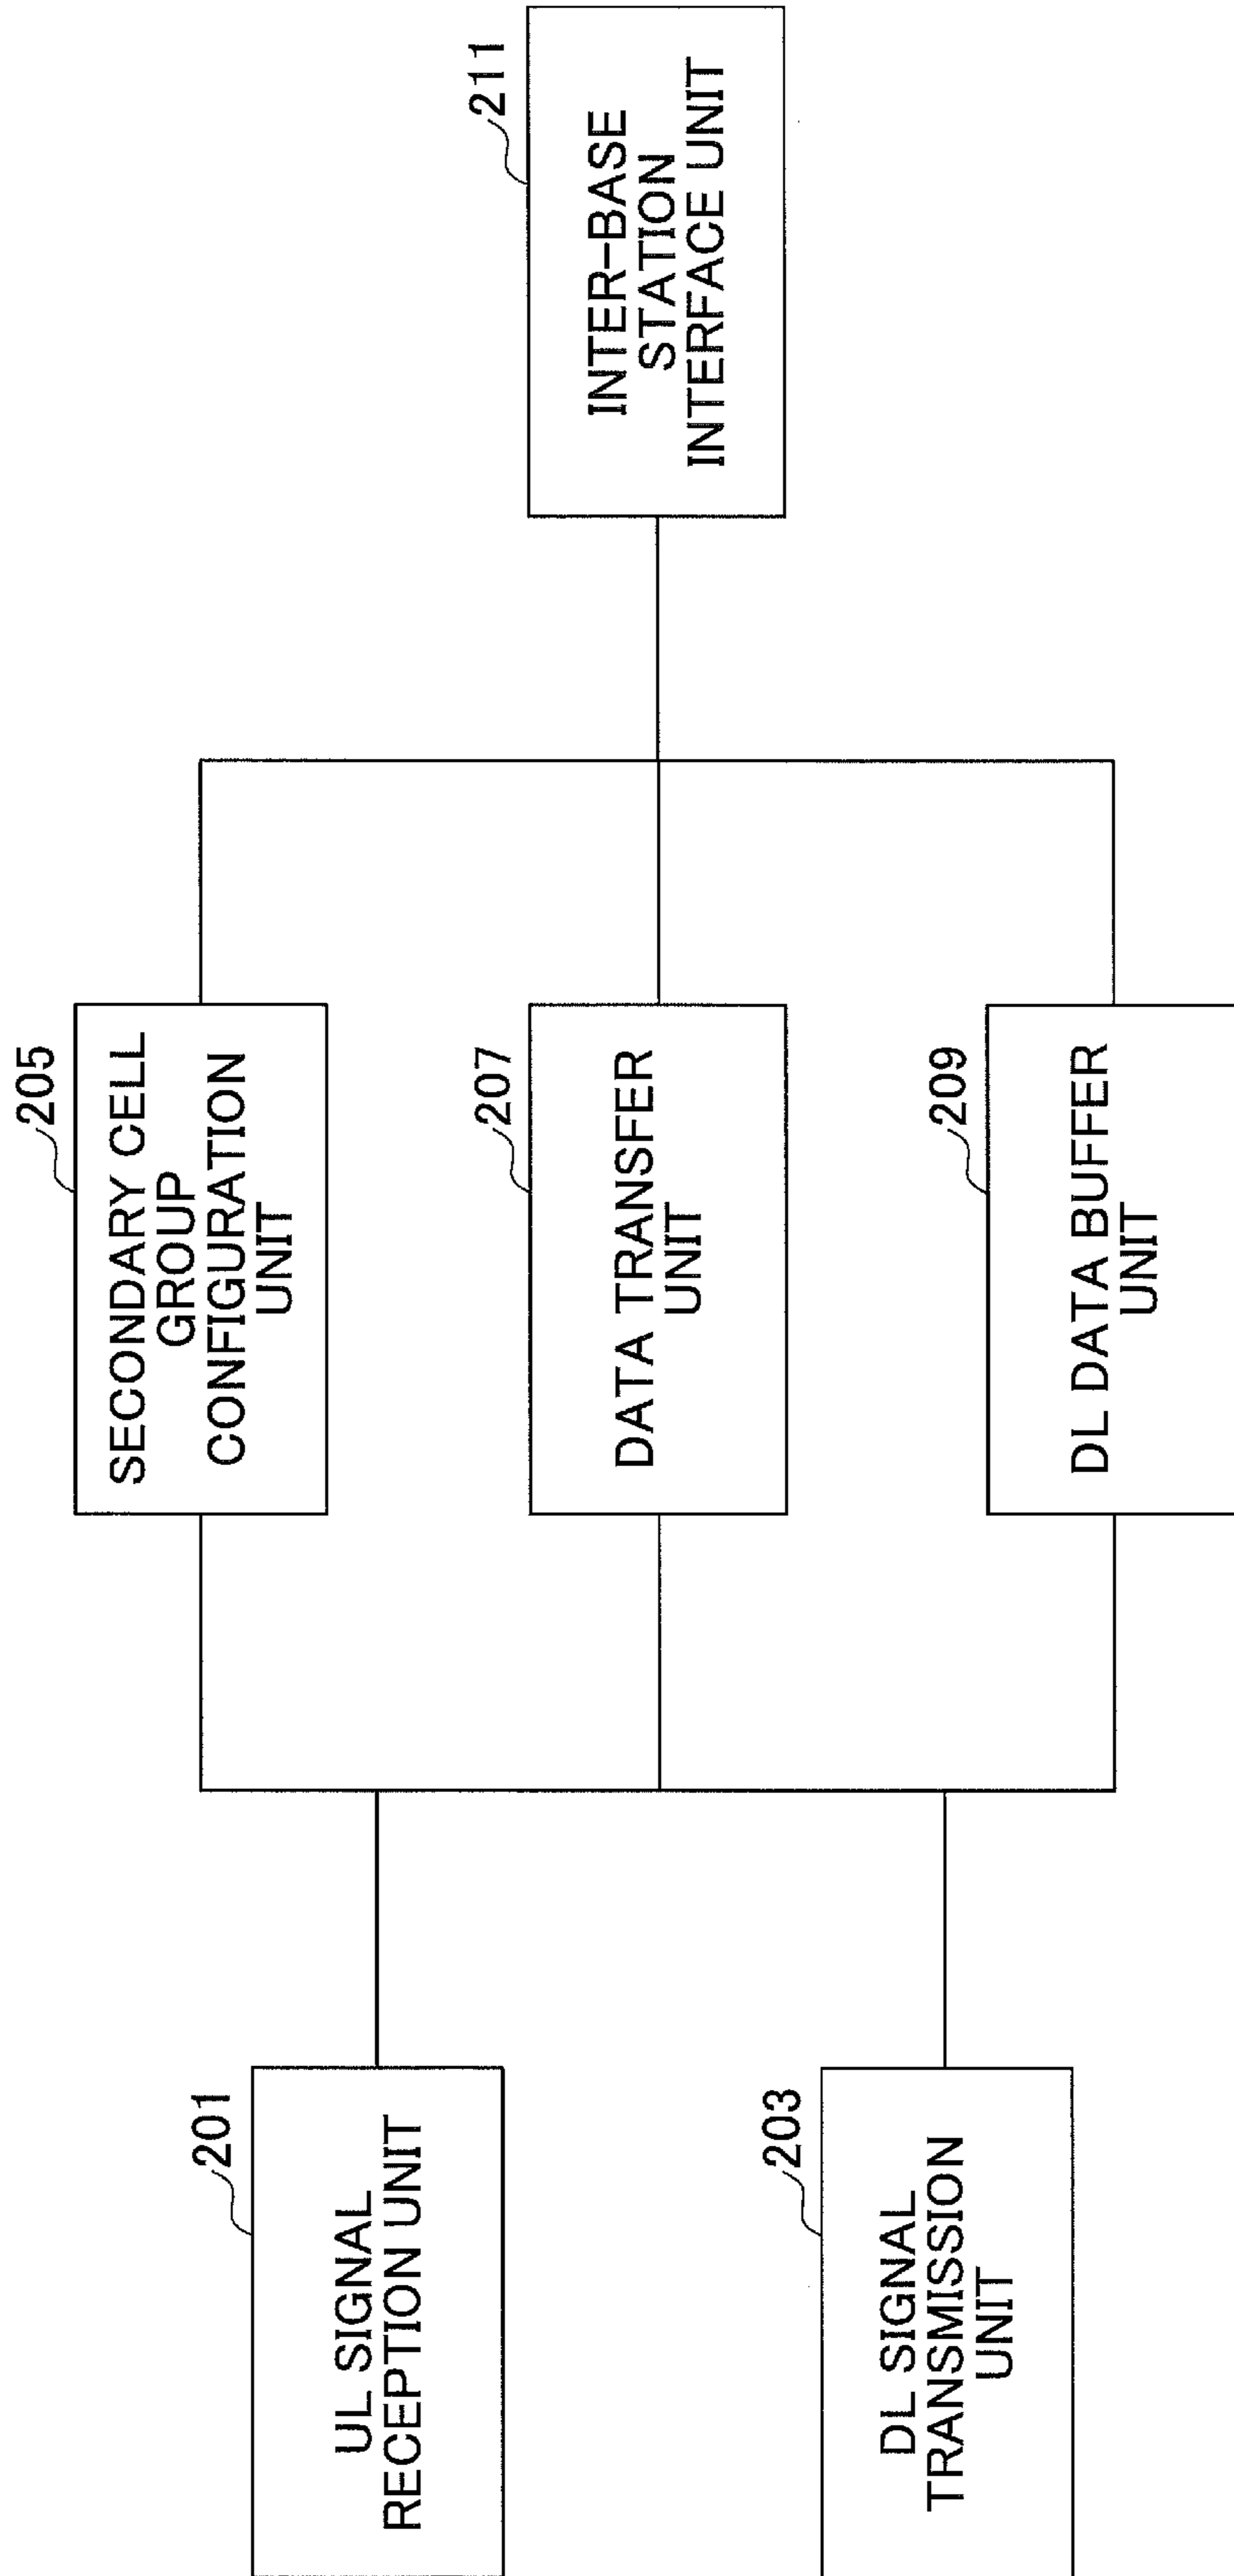 201
UL SIGNAL
RECEPTION UNIT
203
DL SIGNAL
TRANSMISSION
UNIT
205
SECONDARY CELL
GROUP
CONFIGURATION
UNIT
207
DATA TRANSFER
UNIT
209
DL DATA BUFFER
UNIT
211
INTER-BASE
STATION
INTERFACE UNIT